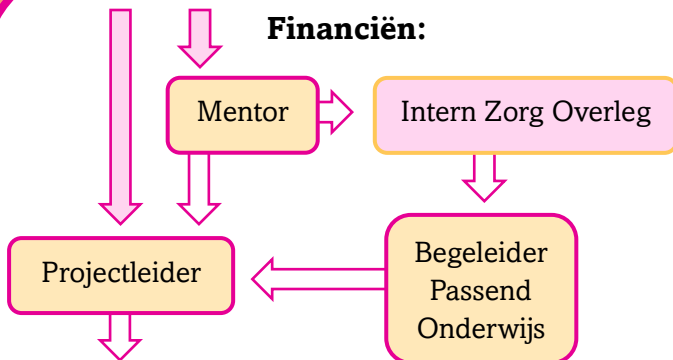 Financiën:
Mentor
Intern Zorg Overleg
Projectleider
Begeleider
Passend
Onderwijs